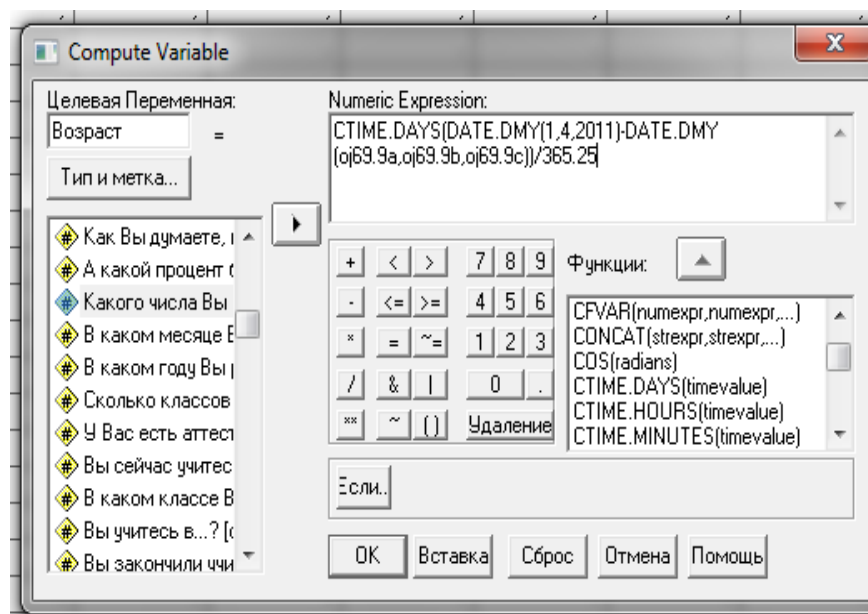 Compute Variable
Целевая Переменная:
Возраст
=
Тип и метка...
Numeric Expression:
CTIME.DAYS(DATE.DMY(1,4,2011)-DATE.DMY
(oj69.9a,oj69.9b,oj69.9c))/365.25
Как Вы думаете,
А какой процент
Какого числа Вы
В каком месяце В
В каком году Вы
Сколько классов
У Вас есть аттест
Вы сейчас учитес
В каком классе В
Вы учитесь в...? [
Вы закончили учи
+ < > 7 8 9
- <= >= 4 5 6
* = ~= 1 2 3
/ & | 0 .
** ~ () Удаление
Функции:
CFVAR(numexpr,numexpr,...)
CONCAT(strexpr,strexpr,...)
COS(radians)
CTIME.DAYS(timevalue)
CTIME.HOURS(timevalue)
CTIME.MINUTES(timevalue)
Если..
OK Вставка Сброс Отмена Помощь